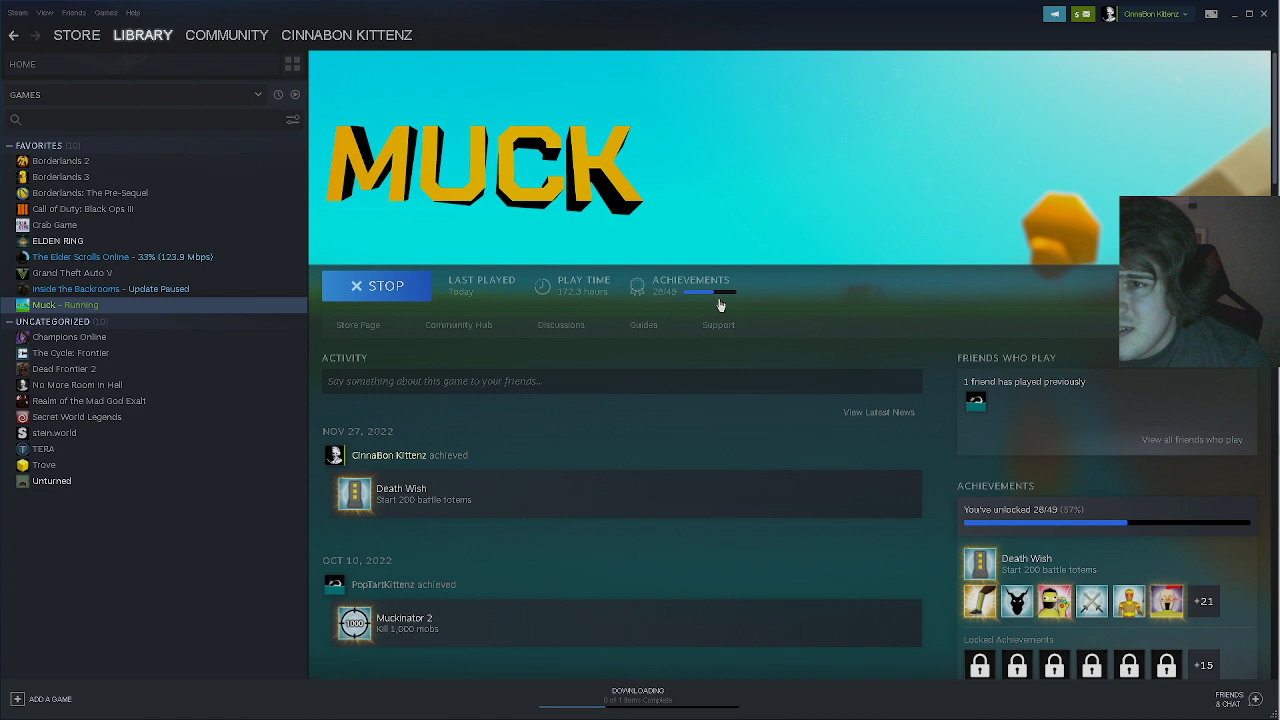 Steam View Friends Games Help
5
CinnaBon Kittenz
STORE LIBRARY COMMUNITY CINNABON KITTENZ
HOME
GAMES
FAVORITES (10)
Borderlands 2
Borderlands 3
Borderlands: The Pre-Sequel
Call of Duty: Black Ops III
Crab Game
ELDEN RING
The Elder Scrolls Online - 33% (123.9 Mbps)
Grand Theft Auto V
Inside the Backrooms - Update Paused
Muck - Running
UNCATEGORIZED (10)
Champions Online
The Cycle: Frontier
Dead Frontier 2
No More Room in Hell
Realm of the Mad God Exalt
Secret World Legends
stein.world
TERA
Trove
Unturned
ADD A GAME
MUCK
STOP
LAST PLAYED
Today
PLAY TIME
172.3 hours
ACHIEVEMENTS
28/49
Store Page Community Hub Discussions Guides Support
ACTIVITY
Say something about this game to your friends...
View Latest News
NOV 27, 2022
CinnaBon Kittenz achieved
Death Wish
Start 200 battle totems
OCT 10, 2022
PopTartKittenz achieved
1000
Muckinator 2
Kill 1,000 mobs
FRIENDS WHO PLAY
1 friend has played previously
View all friends who play
ACHIEVEMENTS
You've unlocked 28/49 (57%)
Death Wish
Start 200 battle totems
+21
Locked Achievements
+15
DOWNLOADING
0 of 1 Items Complete
FRIENDS
& CHAT